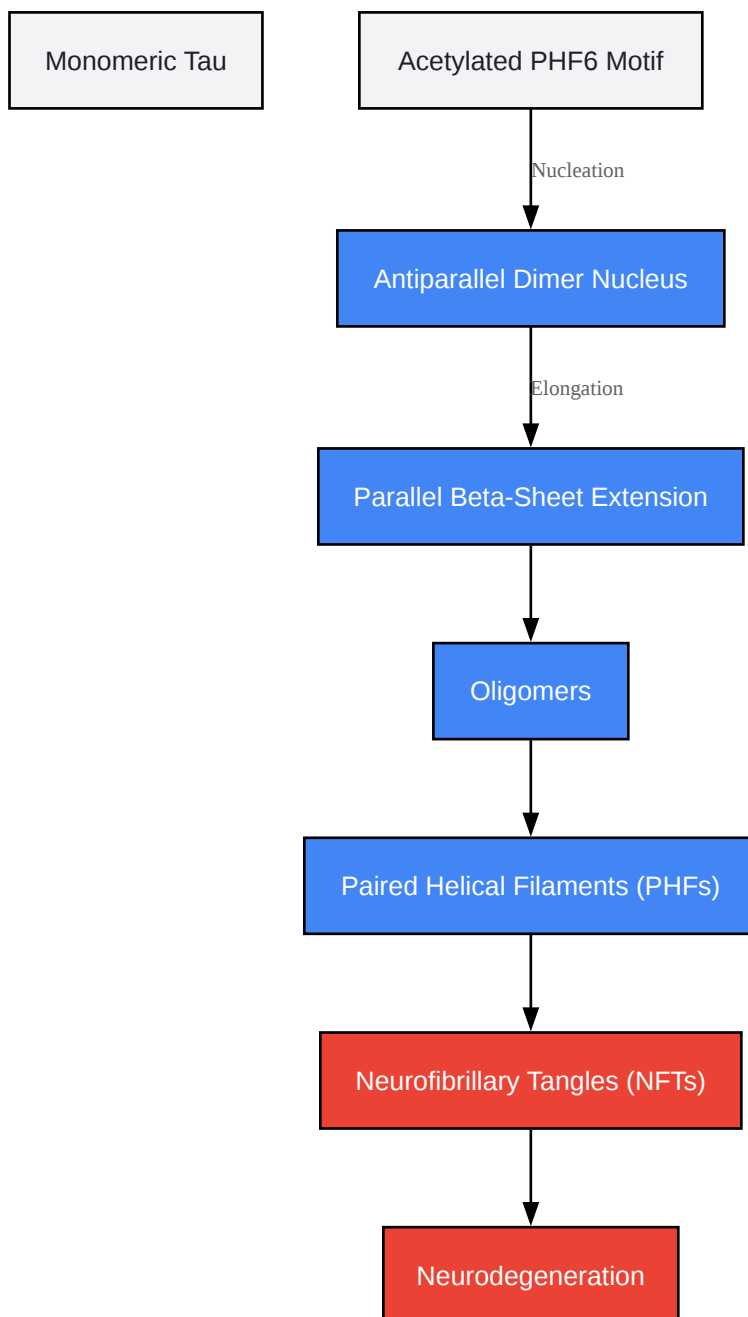 Monomeric Tau
Acetylated PHF6 Motif
Nucleation
Antiparallel Dimer Nucleus
Elongation
Parallel Beta-Sheet Extension
Oligomers
Paired Helical Filaments (PHFs)
Neurofibrillary Tangles (NFTs)
Neurodegeneration